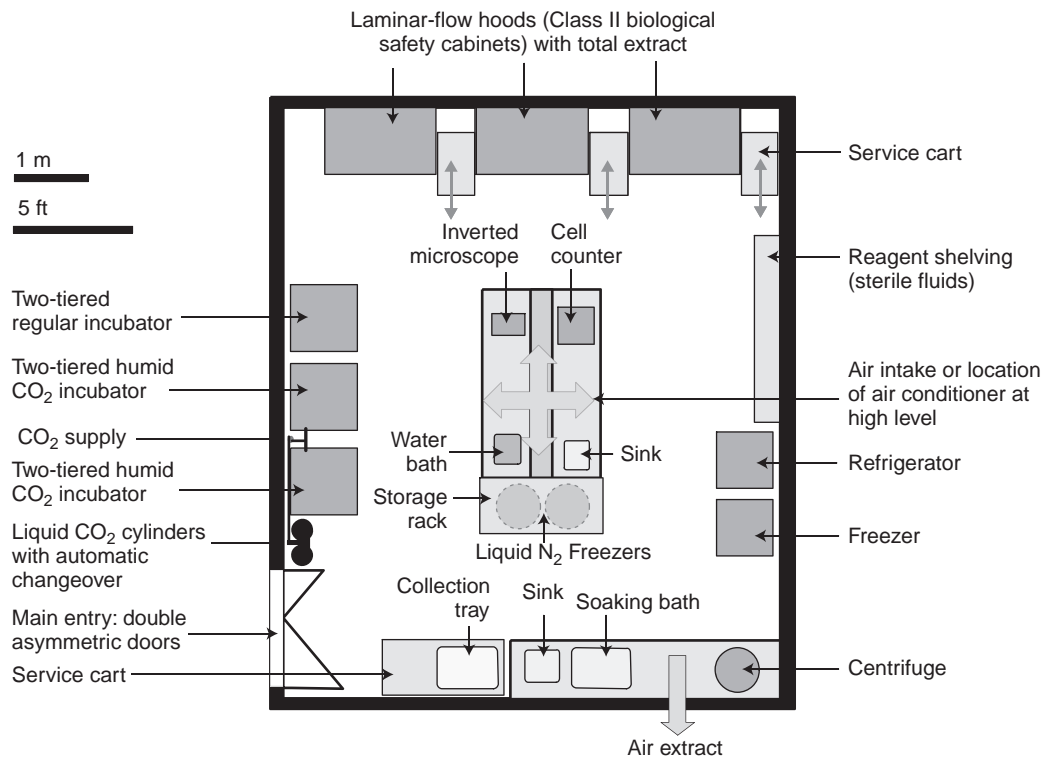 Laminar-flow hoods (Class II biological
safety cabinets) with total extract
1 m
5 ft
Service cart
Inverted
microscope
Cell
counter
Reagent shelving
(sterile fluids)
Two-tiered
regular incubator
Two-tiered humid
CO2 incubator
Air intake or location
of air conditioner at
high level
CO2 supply
Water
bath
Sink
Refrigerator
Two-tiered humid
CO2 incubator
Storage
rack
Liquid CO2 cylinders
with automatic
changeover
Liquid N2 Freezers
Freezer
Main entry: double
asymmetric doors
Collection
tray
Sink
Soaking bath
Service cart
Centrifuge
Air extract